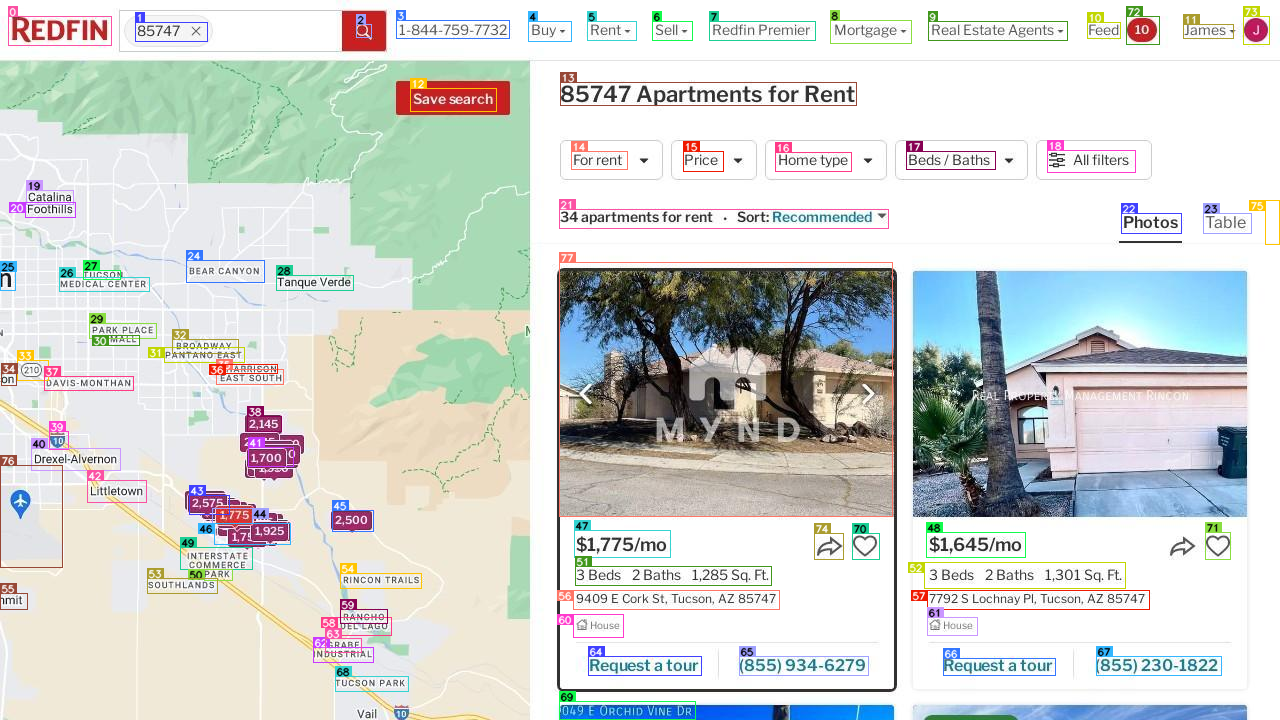 REDFIN
85747
1-844-759-7732
Buy
Rent
Sell
Redfin Premier
Mortgage
Real Estate Agents
Feed
10
James
J
Save search
85747 Apartments for Rent
For rent
Price
Home type
Beds / Baths
All filters
34 apartments for rent • Sort: Recommended
Photos
Table
Catalina
Foothills
BEAR CANYON
TUCSON
MEDICAL CENTER
Tanque Verde
PARK PLACE
MALL
BROADWAY
PANTANO EAST
210
HARRISON
EAST SOUTH
DAVIS-MONTHAN
2,145
1,700
10
Drexel-Alvernon
Littletown
2,575
1,775
1,925
2,500
INTERSTATE
COMMERCE
PARK
SOUTHLANDS
RINCON TRAILS
RANCHO
DEL LAGO
INDUSTRIAL
TUCSON PARK
Vail
10
MYND
$1,775/mo
3 Beds 2 Baths 1,285 Sq. Ft.
9409 E Cork St, Tucson, AZ 85747
House
Request a tour
(855) 934-6279
REAL PROPERTY MANAGEMENT RINCON
$1,645/mo
3 Beds 2 Baths 1,301 Sq. Ft.
7792 S Lochnay Pl, Tucson, AZ 85747
House
Request a tour
(855) 230-1822
E ORCHID VINE DR